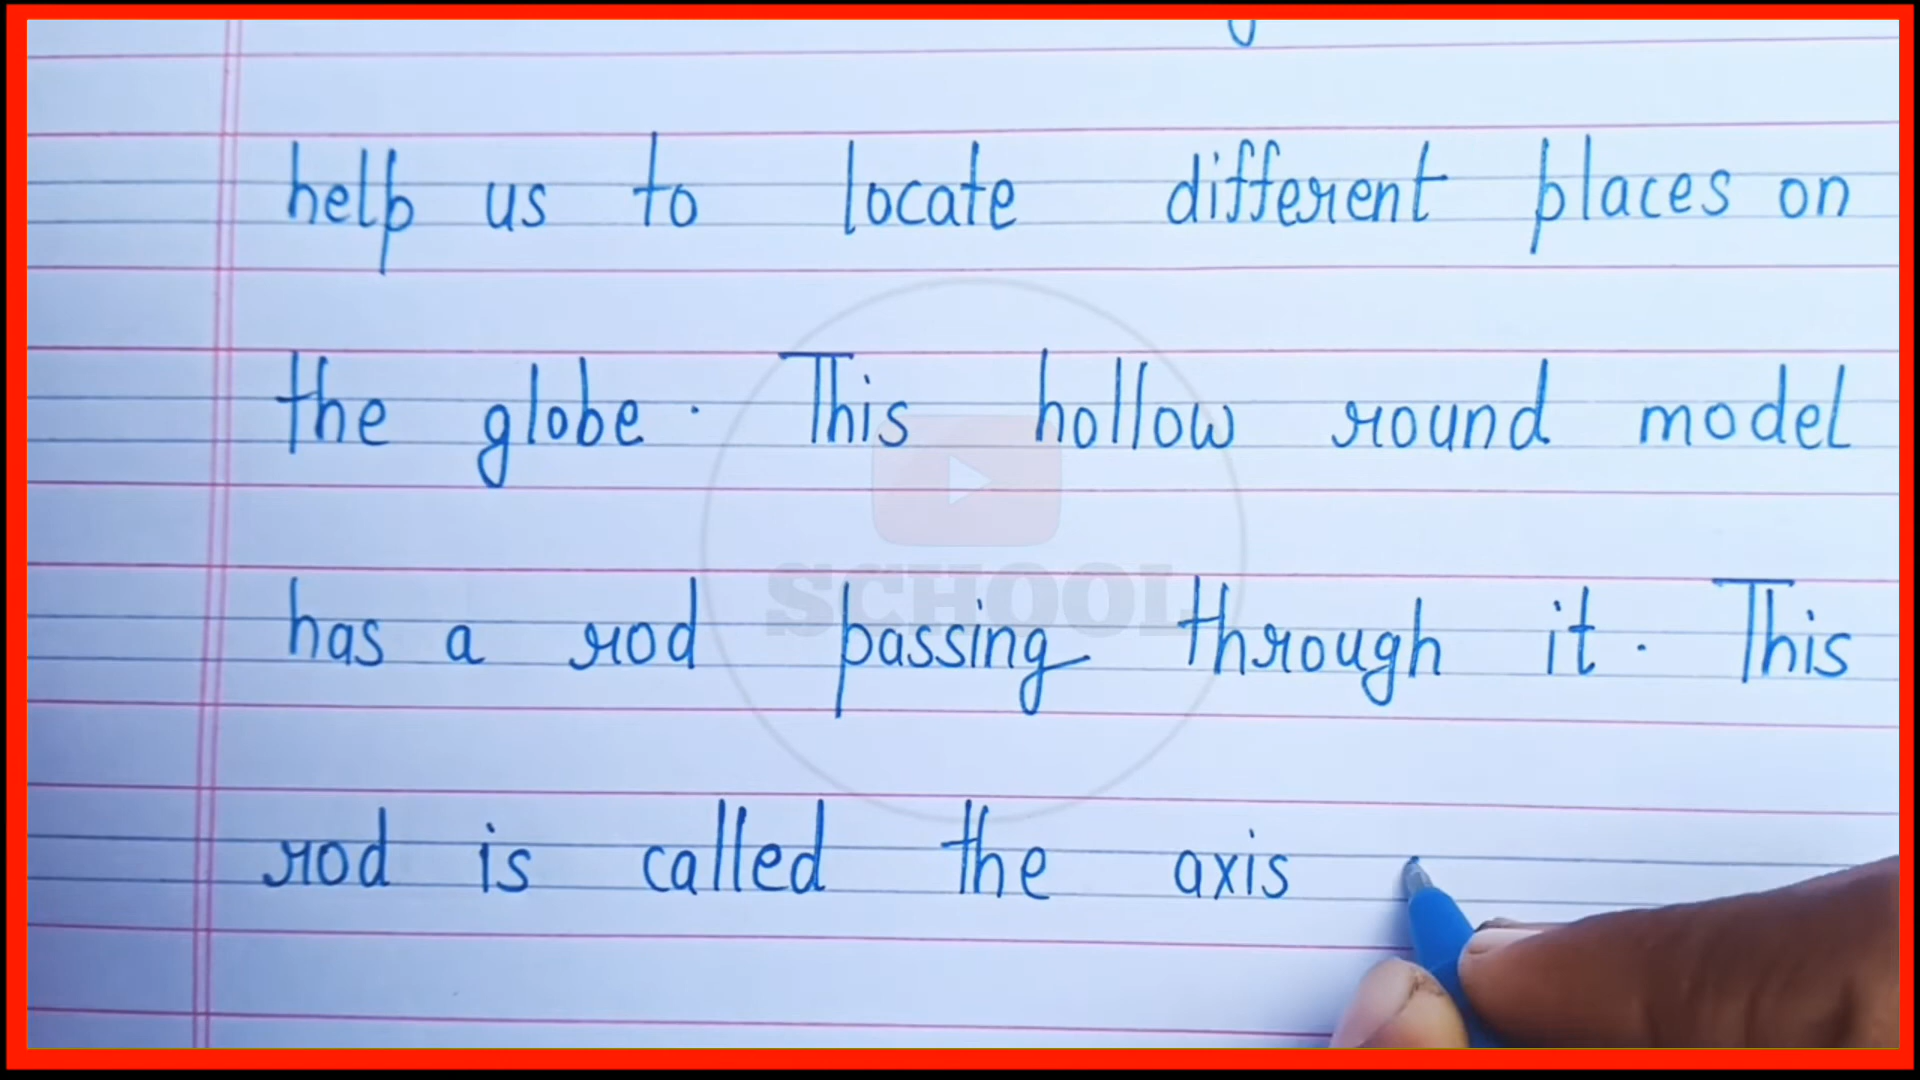 help us to locate different places on
the globe. This hollow round model
has a rod passing through it. This
rod is called the axis
SCHOOL